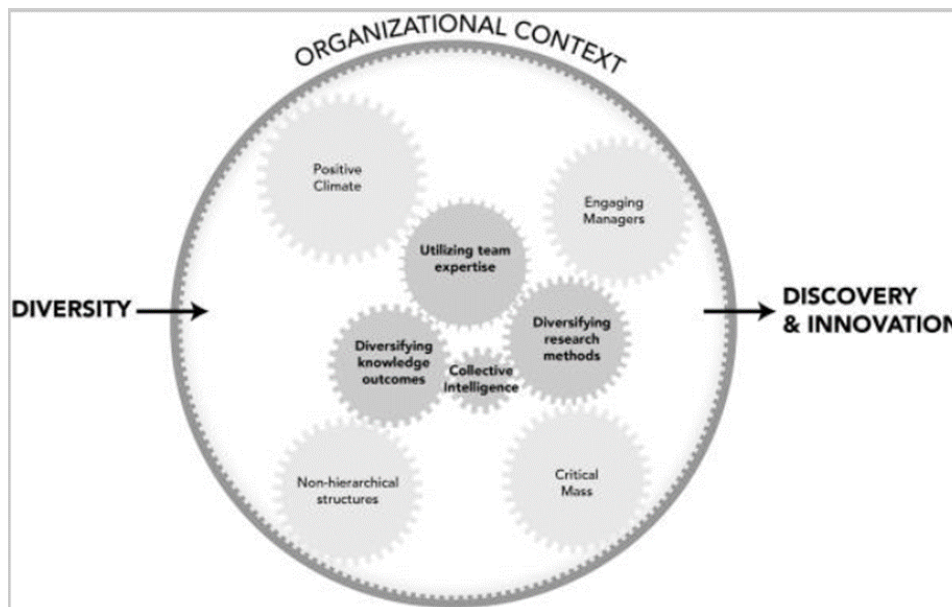 ORGANIZATIONAL CONTEXT
Positive
Climate
Engaging
Managers
Utilizing team
expertise
DIVERSITY
DISCOVERY
& INNOVATION
Diversifying
research
methods
Diversifying
knowledge
outcomes
Collective
Intelligence
Non-hierarchical
structures
Critical
Mass